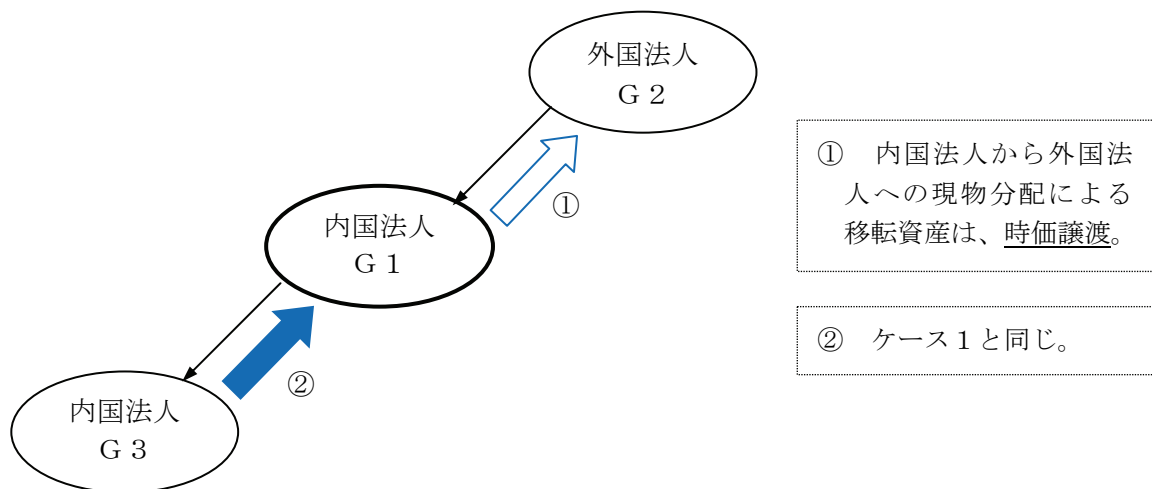 外国法人
Ｇ２
①
内国法人
Ｇ１
②
内国法人
Ｇ３
① 内国法人から外国法
人への現物分配による
移転資産は、時価譲渡。
② ケース１と同じ。